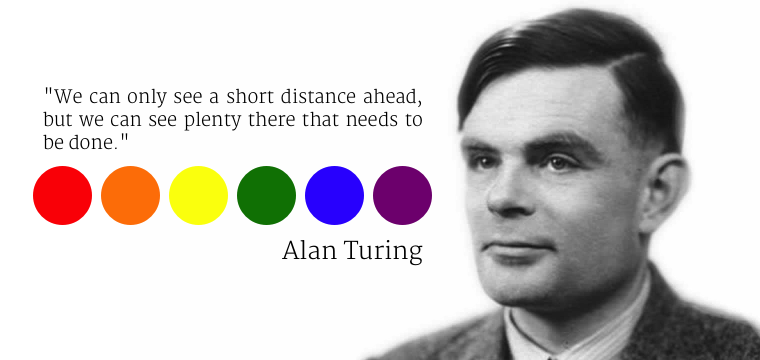 "We can only see a short distance ahead,
but we can see plenty there that needs to
be done."
Alan Turing